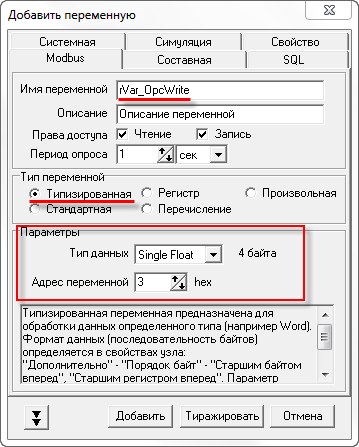 Добавить переменную
Системная Симуляция Свойство
Modbus Составная SQL
Имя переменной rVar_OpcWrite
Описание Описание переменной
Права доступа Чтение Запись
Период опроса 1 сек
Тип переменной
Типизированная Регистр Произвольная
Стандартная Перечисление
Параметры
Тип данных Single Float 4 байта
Адрес переменной 3 hex
Типизированная переменная предназначена для
обработки данных определенного типа (например Word).
Формат данных (последовательность байтов)
определяется в свойствах узла:
"Дополнительно" - "Порядок байт" - "Старшим байтом
вперед", "Старшим регистром вперед". Параметр
Добавить Тиражировать Отмена